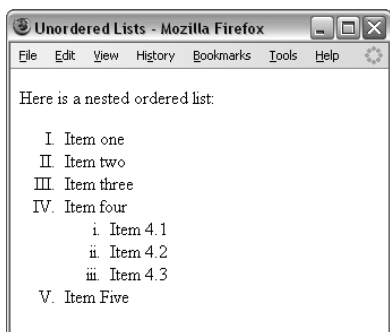 Unordered Lists - Mozilla Firefox
File Edit View History Bookmarks Tools Help
Here is a nested ordered list:
I. Item one
II. Item two
III. Item three
IV. Item four
i. Item 4.1
ii. Item 4.2
iii. Item 4.3
V. Item Five